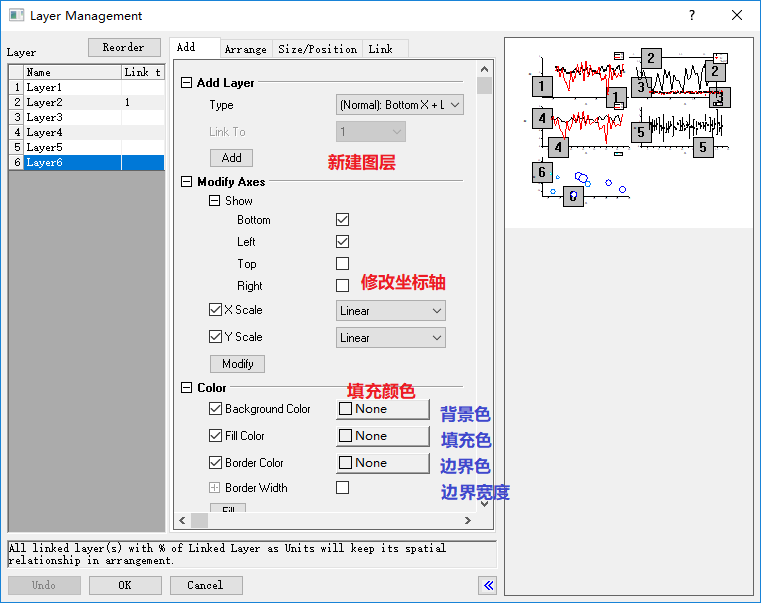 Layer Management
? 
Layer
Reorder
Name Link t
1 Layer1
2 Layer2 1
3 Layer3
4 Layer4
5 Layer5
6 Layer6
Add Arrange Size/Position Link
Add Layer
Type (Normal): Bottom X + L
Link To 1
Add
新建图层
Modify Axes
Show
Bottom
Left
Top
Right
修改坐标轴
X Scale Linear
Y Scale Linear
Modify
Color
填充颜色
Background Color None
背景色
Fill Color None
填充色
Border Color None
边界色
Border Width
边界宽度
Fill
1
1
2
2
3
3
4
4
5
5
6
6
All linked layer(s) with % of Linked Layer as Units will keep its spatial
relationship in arrangement.
Undo OK Cancel